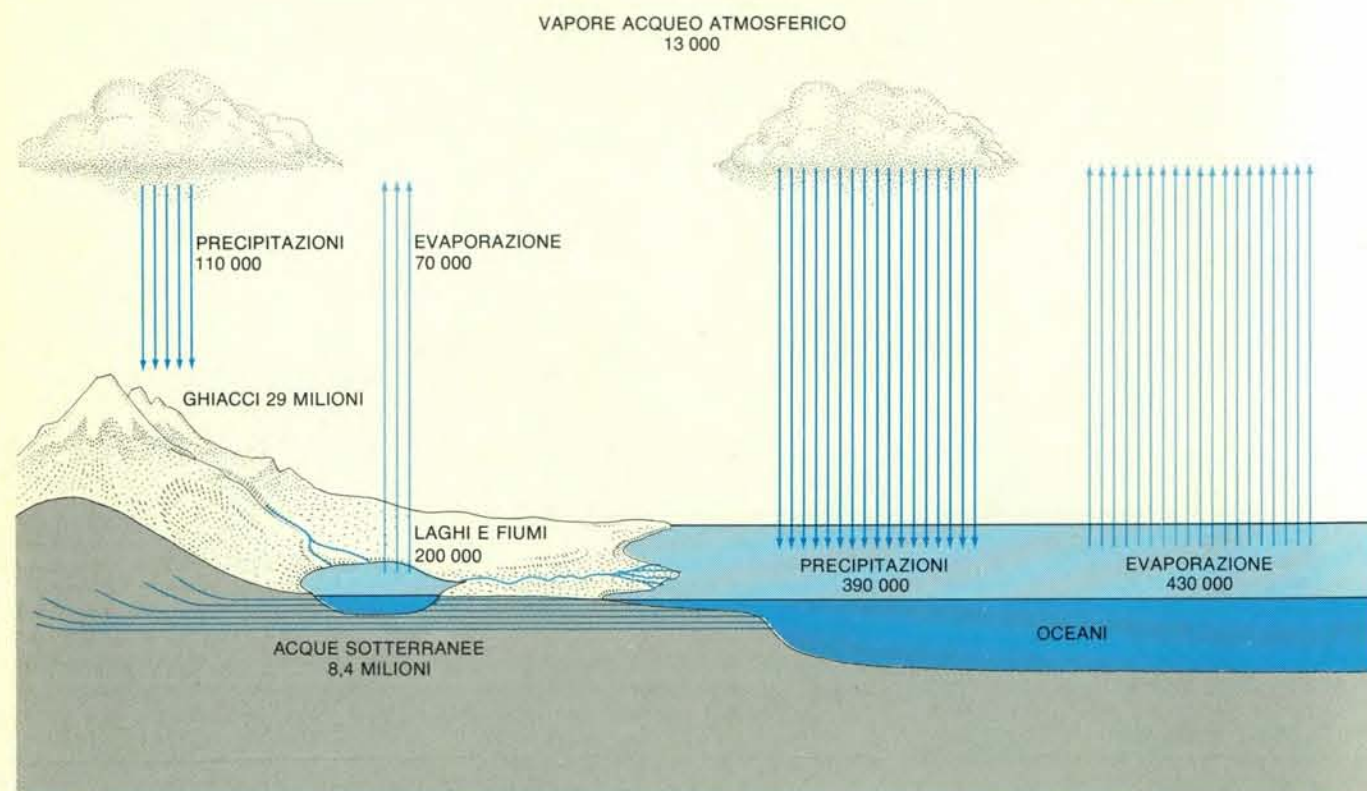 VAPORE ACQUEO ATMOSFERICO
13 000
PRECIPITAZIONI
110 000
EVAPORAZIONE
70 000
GHIACCI 29 MILIONI
LAGHI E FIUMI
200 000
PRECIPITAZIONI
390 000
EVAPORAZIONE
430 000
OCEANI
ACQUE SOTTERRANEE
8,4 MILIONI